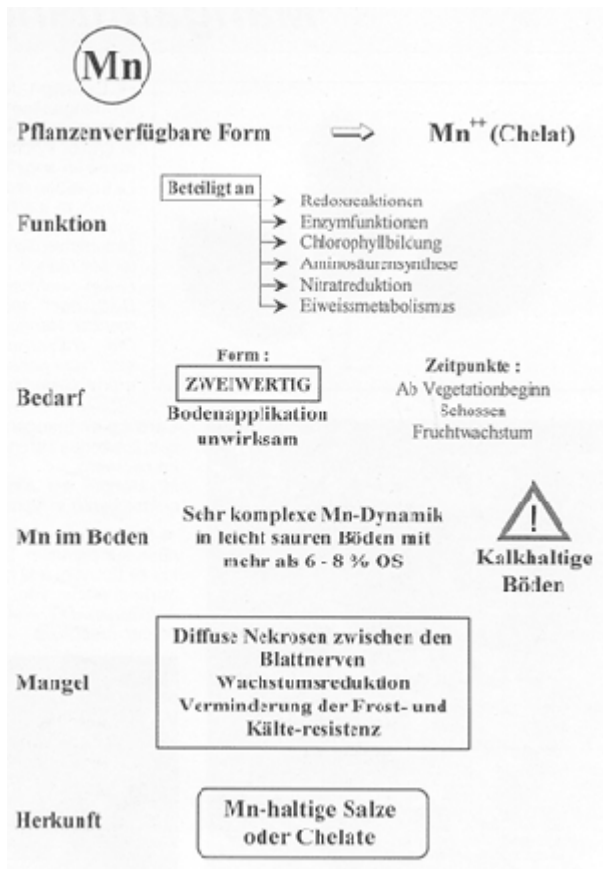 Mn
Pflanzenverfügbare Form ⇒ Mn++ (Chelat)
Funktion
Beteiligt an
Redoxreaktionen
Enzymfunktionen
Chlorophyllbildung
Aminosäurensynthese
Nitratreduktion
Eiweissmetabolismus
Bedarf
Form :
ZWEIWERTIG
Bodenapplikation
unwirksam
Zeitpunkte :
Ab Vegetationbeginn
Schossen
Fruchtwachstum
Mn im Boden
Sehr komplexe Mn-Dynamik
in leicht sauren Böden mit
mehr als 6 - 8 % OS
!
Kalkhaltige
Böden
Mangel
Diffuse Nekrosen zwischen den
Blattnerven
Wachstumsreduktion
Verminderung der Frost- und
Kälte-resistenz
Herkunft
Mn-haltige Salze
oder Chelate